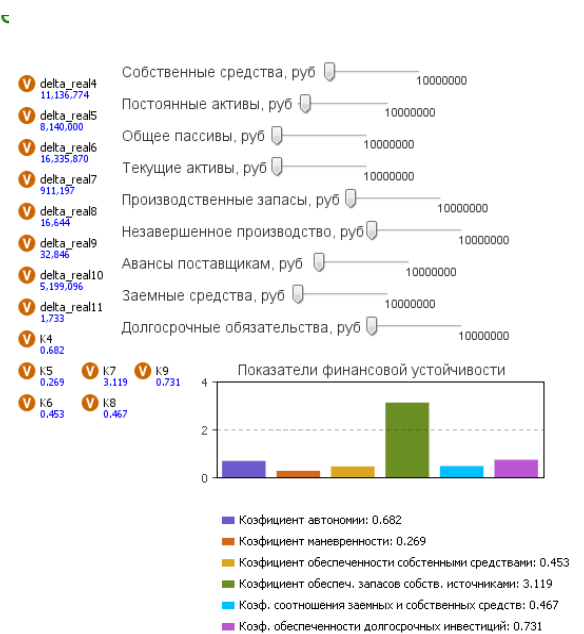 delta_real4
11,136,774
delta_real5
8,140,000
delta_real6
16,335,870
delta_real7
911,197
delta_real8
16,644
delta_real9
32,846
delta_real10
5,199,096
delta_real11
1,733
K4
0.682
K5
0.269
K7
3.119
K9
0.731
K6
0.453
K8
0.467
Собственные средства, руб
10000000
Постоянные активы, руб
10000000
Общее пассивы, руб
10000000
Текущие активы, руб
10000000
Производственные запасы, руб
10000000
Незавершенное производство, руб
10000000
Авансы поставщикам, руб
10000000
Заемные средства, руб
10000000
Долгосрочные обязательства, руб
10000000
Показатели финансовой устойчивости
4
2
0
Коэфициент автономии: 0.682
Коэфициент маневренности: 0.269
Коэфициент обеспеченности собстенными средствами: 0.453
Коэфициент обеспеч. запасов собств. источниками: 3.119
Коэф. соотношения заемных и собственных средств: 0.467
Коэф. обеспеченности долгосрочных инвестиций: 0.731